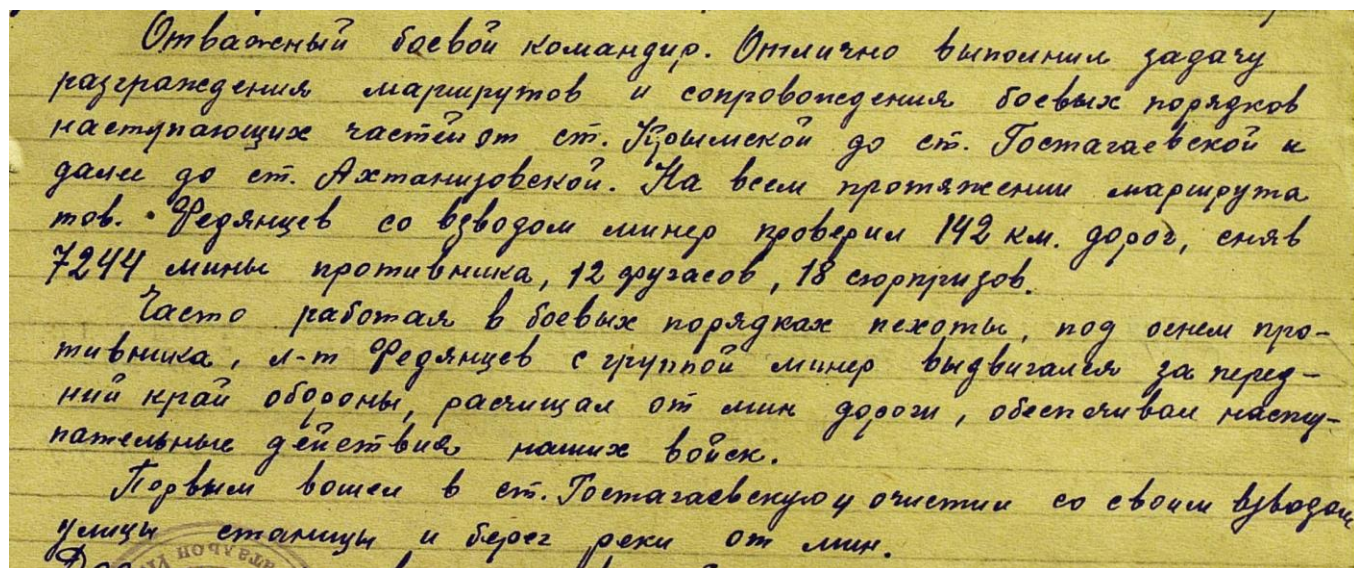 Отважный боевой командир. Отлично выполнил задачу
разграждения маршрутов и сопровождения боевых порядков
наступающих частей от ст. Крымской до ст. Гостагаевской и
далее до ст. Ахтанизовской. На всем протяжении маршрута
тов. Федянцев со взводом минер проверил 142 км. дорог, сняв
7244 мины противника, 12 фугасов, 18 сюрпризов.
Часто работая в боевых порядках пехоты, под огнем про-
тивника, л-т Федянцев с группой минер выдвигался за перед-
ний край обороны, расчищал от мин дороги, обеспечивал насту-
пательные действия наших войск.
Первым вошел в ст. Гостагаевскую и очистил со своим взводом
улицы станицы и берег реки от мин.